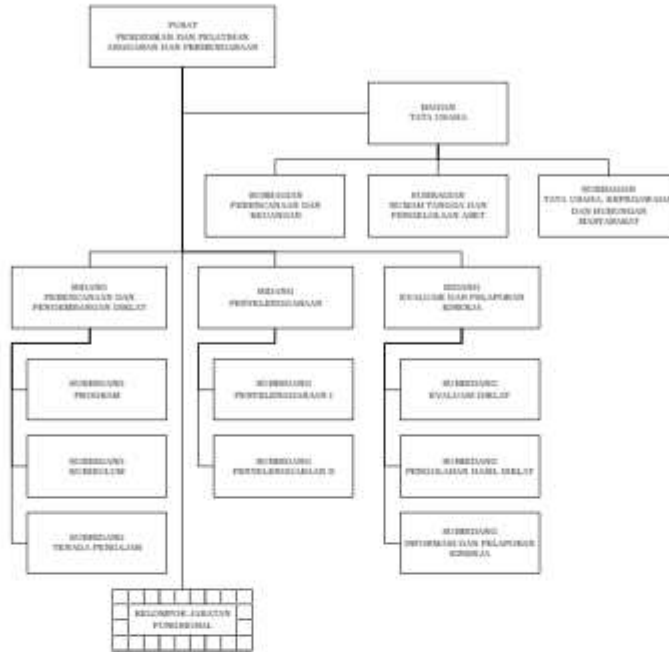 PUSAT
PENDIDIKAN DAN PELATIHAN
ANGGARAN DAN PERBENDAHARAAN
BAGIAN
TATA USAHA
SUBBAGIAN
PERENCANAAN DAN
KEUANGAN
SUBBAGIAN
RUMAH TANGGA DAN
PENGELOLAAN ASET
SUBBAGIAN
TATA USAHA, KEPEGAWAIAN
DAN HUBUNGAN
MASYARAKAT
BIDANG
PERENCANAAN DAN
PENGEMBANGAN DIKLAT
BIDANG
PENYELENGGARAAN
BIDANG
EVALUASI DAN PELAPORAN
KINERJA
SUBBIDANG
PROGRAM
SUBBIDANG
PENYELENGGARAAN I
SUBBIDANG
EVALUASI DIKLAT
SUBBIDANG
KURIKULUM
SUBBIDANG
PENYELENGGARAAN II
SUBBIDANG
PENGOLAHAN HASIL DIKLAT
SUBBIDANG
TENAGA PENGAJAR
SUBBIDANG
INFORMASI DAN PELAPORAN
KINERJA
KELOMPOK JABATAN
FUNGSIONAL